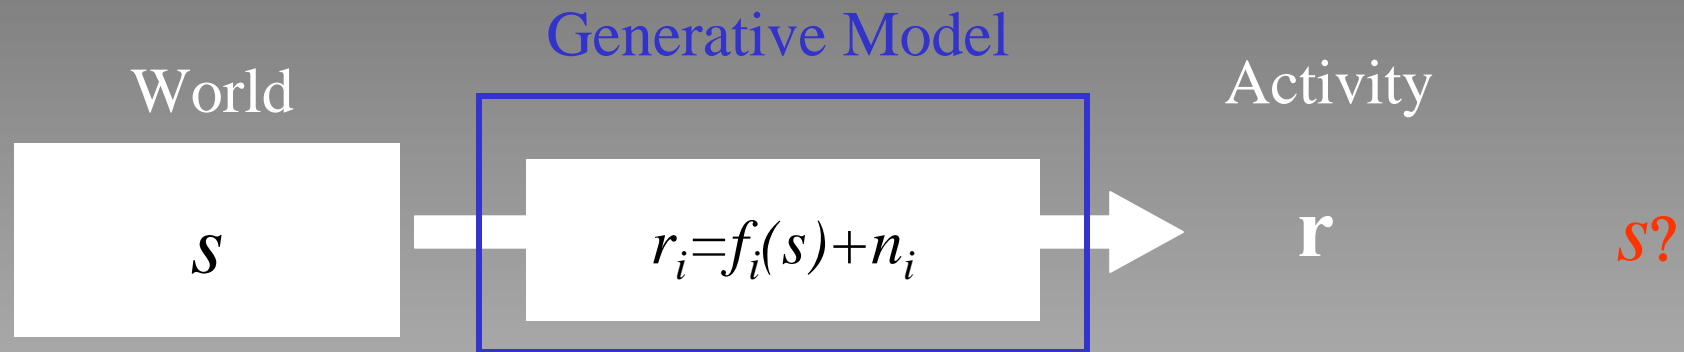 Generative Model
World
Activity
s
r_i=f_i(s)+n_i
r
s?